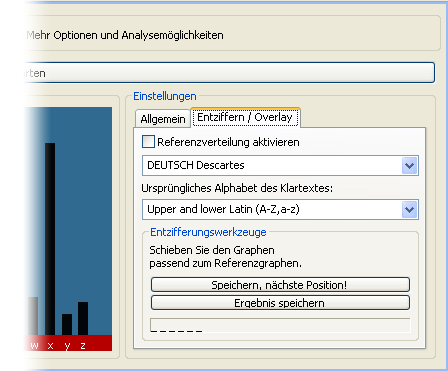 Mehr Optionen und Analysemöglichkeiten
Einstellungen
Allgemein
Entziffern / Overlay
Referenzverteilung aktivieren
DEUTSCH Descartes
Ursprüngliches Alphabet des Klartextes:
Upper and lower Latin (A-Z,a-z)
Entzifferungswerkzeuge
Schieben Sie den Graphen
passend zum Referenzgraphen.
Speichern, nächste Position!
Ergebnis speichern
_ _ _ _ _ _
w x y z